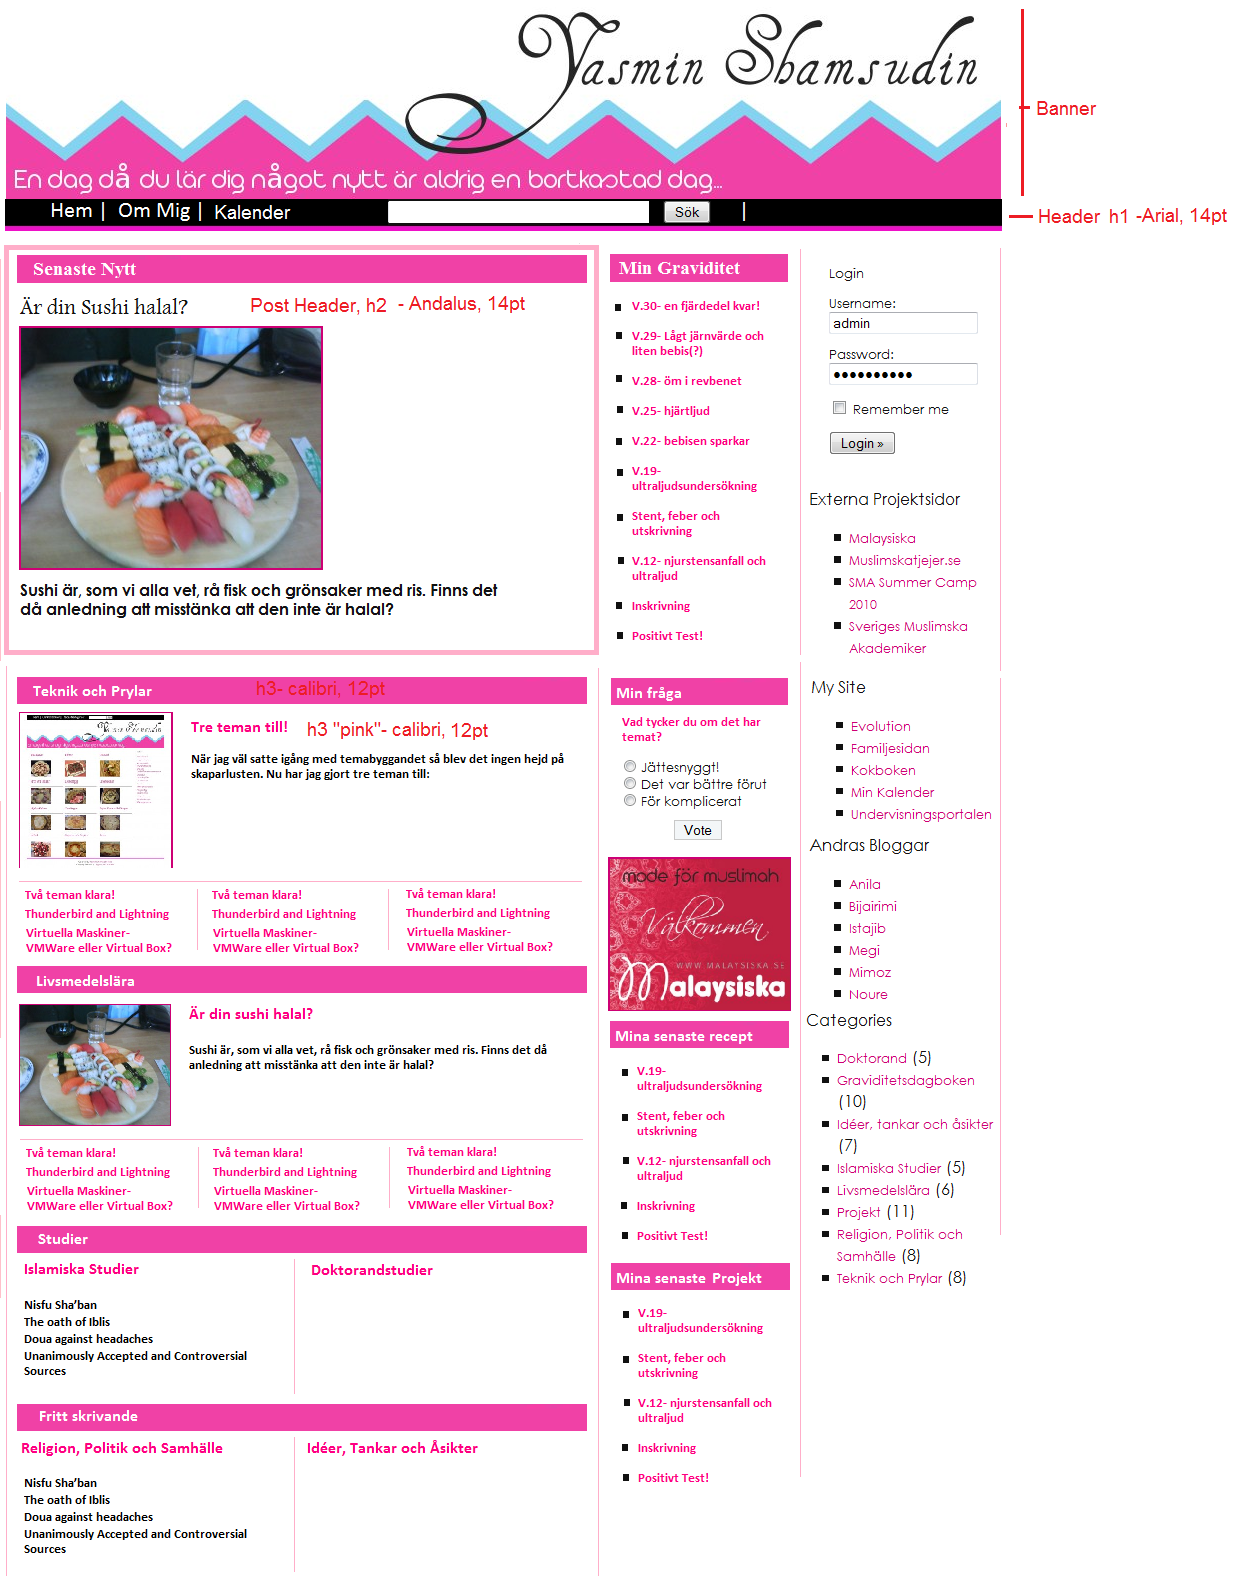 Yasmin Shamsudin
Banner
En dag då du lär dig något nytt är aldrig en bortkastad dag...
Hem | Om Mig | Kalender Sök |
Header h1 -Arial, 14pt
Senaste Nytt
Är din Sushi halal?
Post Header, h2 - Andalus, 14pt
Sushi är, som vi alla vet, rå fisk och grönsaker med ris. Finns det
då anledning att misstänka att den inte är halal?
Teknik och Prylar
h3- calibri, 12pt
Tre teman till!
h3 "pink"- calibri, 12pt
När jag väl satte igång med temabyggandet så blev det ingen hejd på
skaparlusten. Nu har jag gjort tre teman till:
Två teman klara!
Thunderbird and Lightning
Virtuella Maskiner-
VMWare eller Virtual Box?
Två teman klara!
Thunderbird and Lightning
Virtuella Maskiner-
VMWare eller Virtual Box?
Två teman klara!
Thunderbird and Lightning
Virtuella Maskiner-
VMWare eller Virtual Box?
Livsmedelslära
Är din sushi halal?
Sushi är, som vi alla vet, rå fisk och grönsaker med ris. Finns det då
anledning att misstänka att den inte är halal?
Två teman klara!
Thunderbird and Lightning
Virtuella Maskiner-
VMWare eller Virtual Box?
Två teman klara!
Thunderbird and Lightning
Virtuella Maskiner-
VMWare eller Virtual Box?
Två teman klara!
Thunderbird and Lightning
Virtuella Maskiner-
VMWare eller Virtual Box?
Studier
Islamiska Studier
Nisfu Sha’ban
The oath of Iblis
Doua against headaches
Unanimously Accepted and Controversial
Sources
Doktorandstudier
Fritt skrivande
Religion, Politik och Samhälle
Nisfu Sha’ban
The oath of Iblis
Doua against headaches
Unanimously Accepted and Controversial
Sources
Idéer, Tankar och Åsikter
Min Graviditet
V.30- en fjärdedel kvar!
V.29- Lågt järnvärde och
liten bebis(?)
V.28- öm i revbenet
V.25- hjärtljud
V.22- bebisen sparkar
V.19-
ultraljudsundersökning
Stent, feber och
utskrivning
V.12- njurstensanfall och
ultraljud
Inskrivning
Positivt Test!
Min fråga
Vad tycker du om det har
temat?
Jättesnyggt!
Det var bättre förut
För komplicerat
Vote
made för muslimah
Välkommen
WWW.MALAYSISKA.SE
Malaysiska
Mina senaste recept
V.19-
ultraljudsundersökning
Stent, feber och
utskrivning
V.12- njurstensanfall och
ultraljud
Inskrivning
Positivt Test!
Mina senaste Projekt
V.19-
ultraljudsundersökning
Stent, feber och
utskrivning
V.12- njurstensanfall och
ultraljud
Inskrivning
Positivt Test!
Login
Username:
admin
Password:
••••••••••
Remember me
Login »
Externa Projektsidor
Malaysiska
Muslimskatjejer.se
SMA Summer Camp
2010
Sveriges Muslimska
Akademiker
My Site
Evolution
Familjesidan
Kokboken
Min Kalender
Undervisningsportalen
Andras Bloggar
Anila
Bijairimi
Istajib
Megi
Mimoz
Noure
Categories
Doktorand (5)
Graviditetsdagboken
(10)
Idéer, tankar och åsikter
(7)
Islamiska Studier (5)
Livsmedelslära (6)
Projekt (11)
Religion, Politik och
Samhälle (8)
Teknik och Prylar (8)